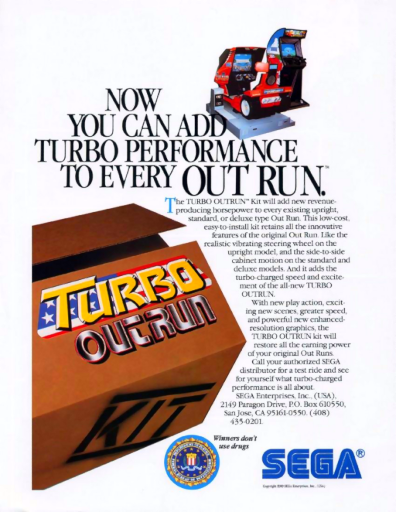 NOW
YOU CAN ADD
TURBO PERFORMANCE
TO EVERY OUT RUN.™
The TURBO OUTRUN™ Kit will add new revenue-
producing horsepower to every existing upright,
standard, or deluxe type Out Run. This low-cost,
easy-to-install kit retains all the innovative
features of the original Out Run. Like the
realistic vibrating steering wheel on the
upright model, and the side-to-side
cabinet motion on the standard and
deluxe models. And it adds the
turbo-charged speed and excite-
ment of the all-new TURBO
OUTRUN.
With new play action, excit-
ing new scenes, greater speed,
and powerful new enhanced-
resolution graphics, the
TURBO OUTRUN kit will
restore all the earning power
of your original Out Runs.
Call your authorized SEGA
distributor for a test ride and see
for yourself what turbo-charged
performance is all about.
SEGA Enterprises, Inc., (USA),
2149 Paragon Drive, P.O. Box 610550,
San Jose, CA 95161-0550. (408)
435-0201.
TURBO
OUTRUN
KIT
Winners don't
use drugs
SEGA®